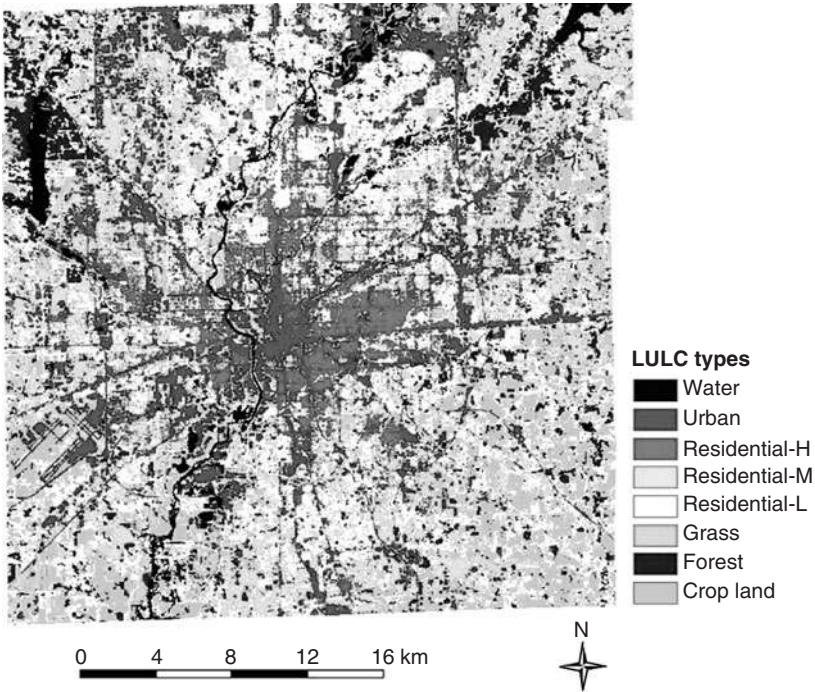 LULC types
Water
Urban
Residential-H
Residential-M
Residential-L
Grass
Forest
Crop land
N
0 4 8 12 16 km